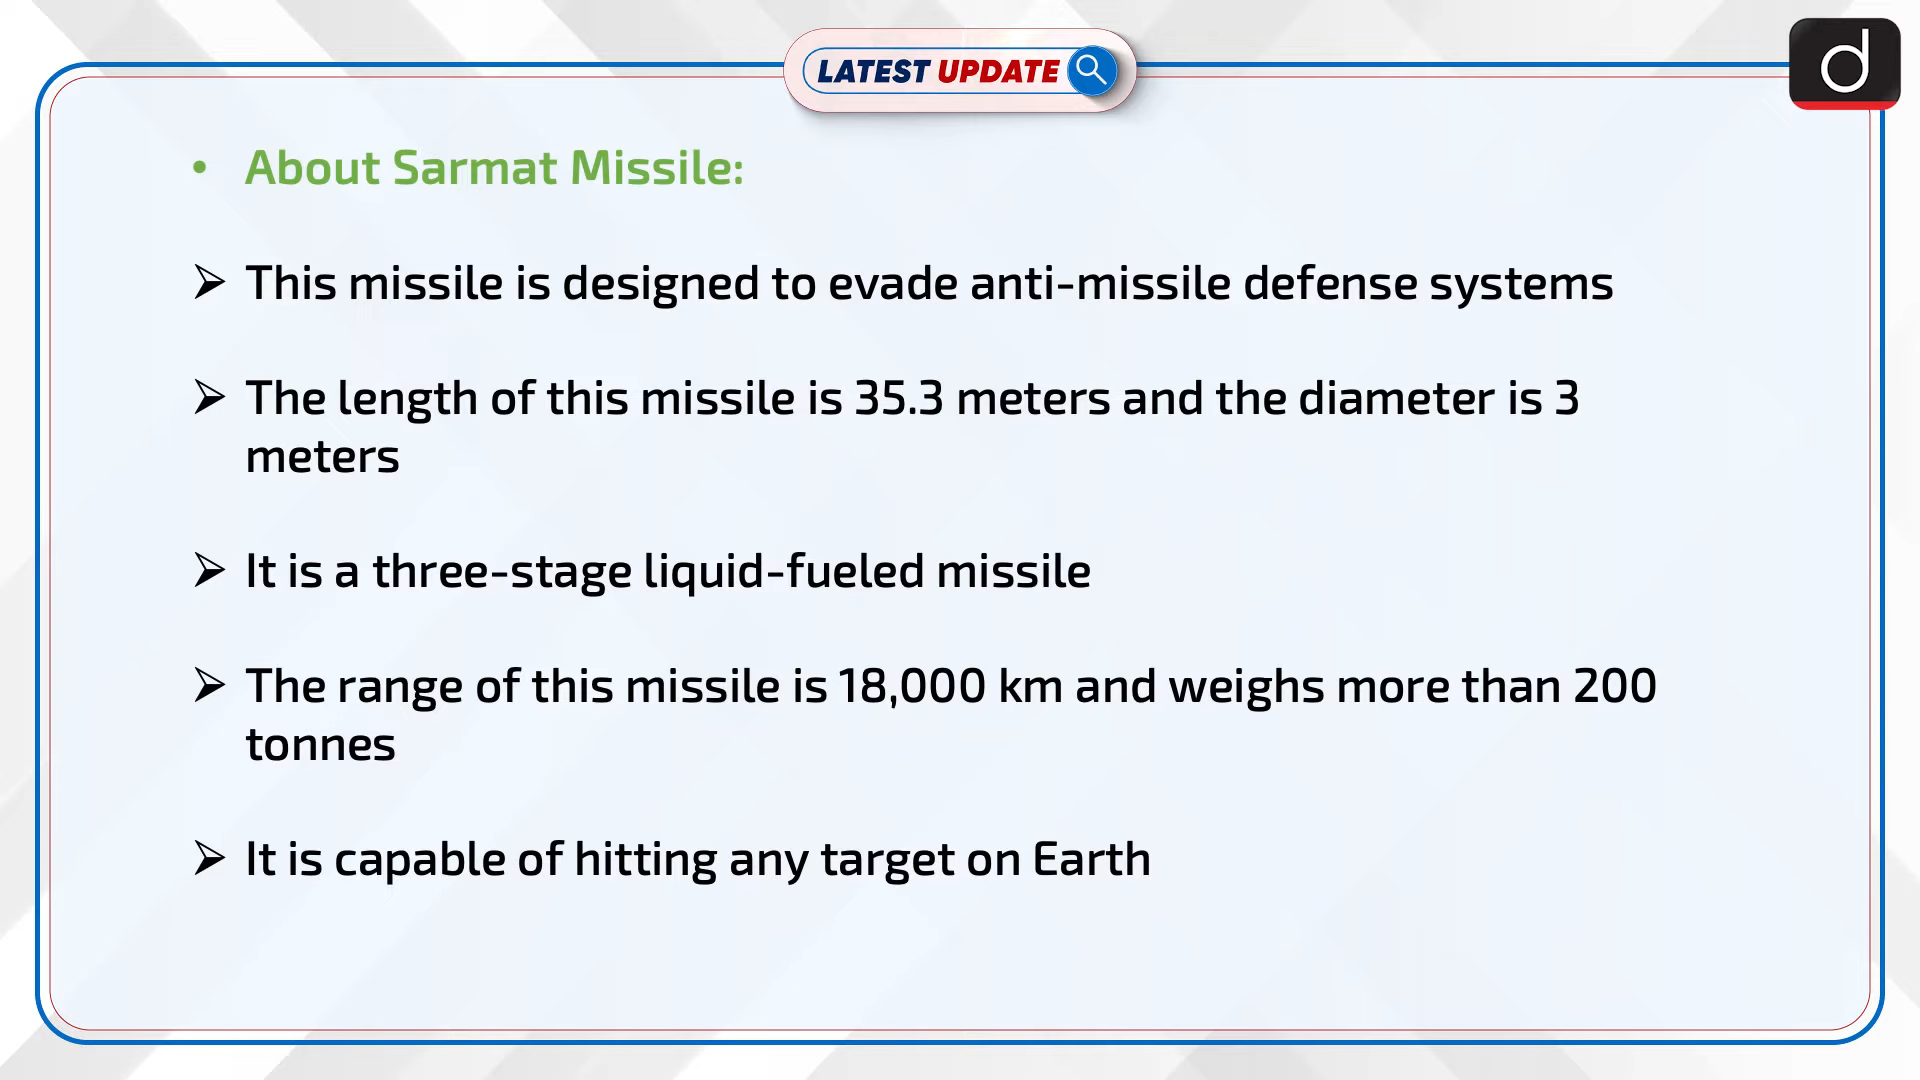 LATEST UPDATE
d
• About Sarmat Missile:
➢ This missile is designed to evade anti-missile defense systems
➢ The length of this missile is 35.3 meters and the diameter is 3
meters
➢ It is a three-stage liquid-fueled missile
➢ The range of this missile is 18,000 km and weighs more than 200
tonnes
➢ It is capable of hitting any target on Earth